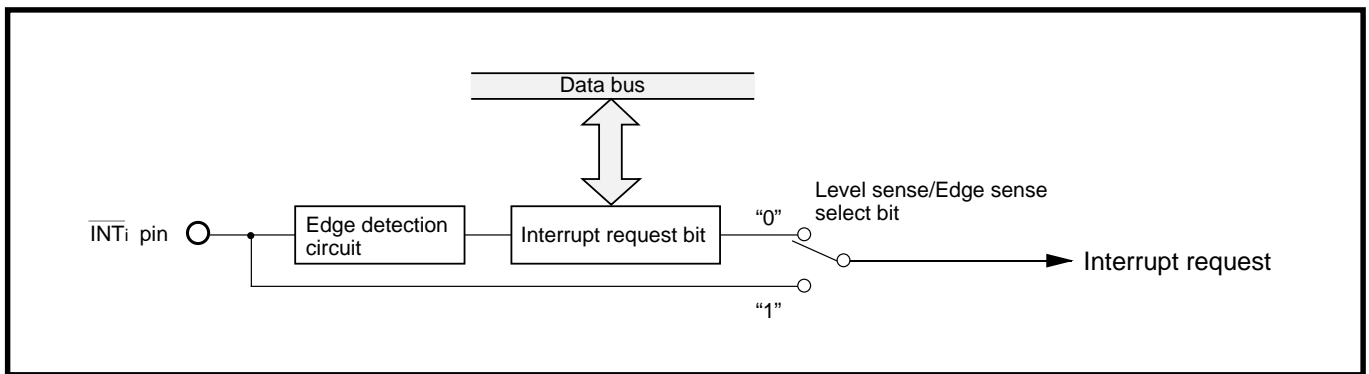 Data bus
Level sense/Edge sense
select bit
INTi pin
Edge detection
circuit
Interrupt request bit
“0”
Interrupt request
“1”